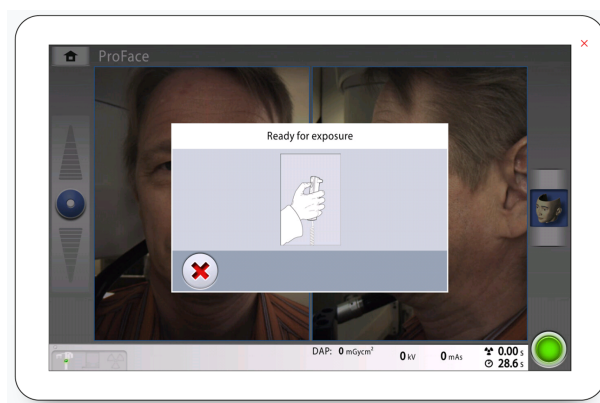 ProFace
Ready for exposure
DAP: 0 mGycm² 0 kV 0 mAs 0.00 s
28.6 s